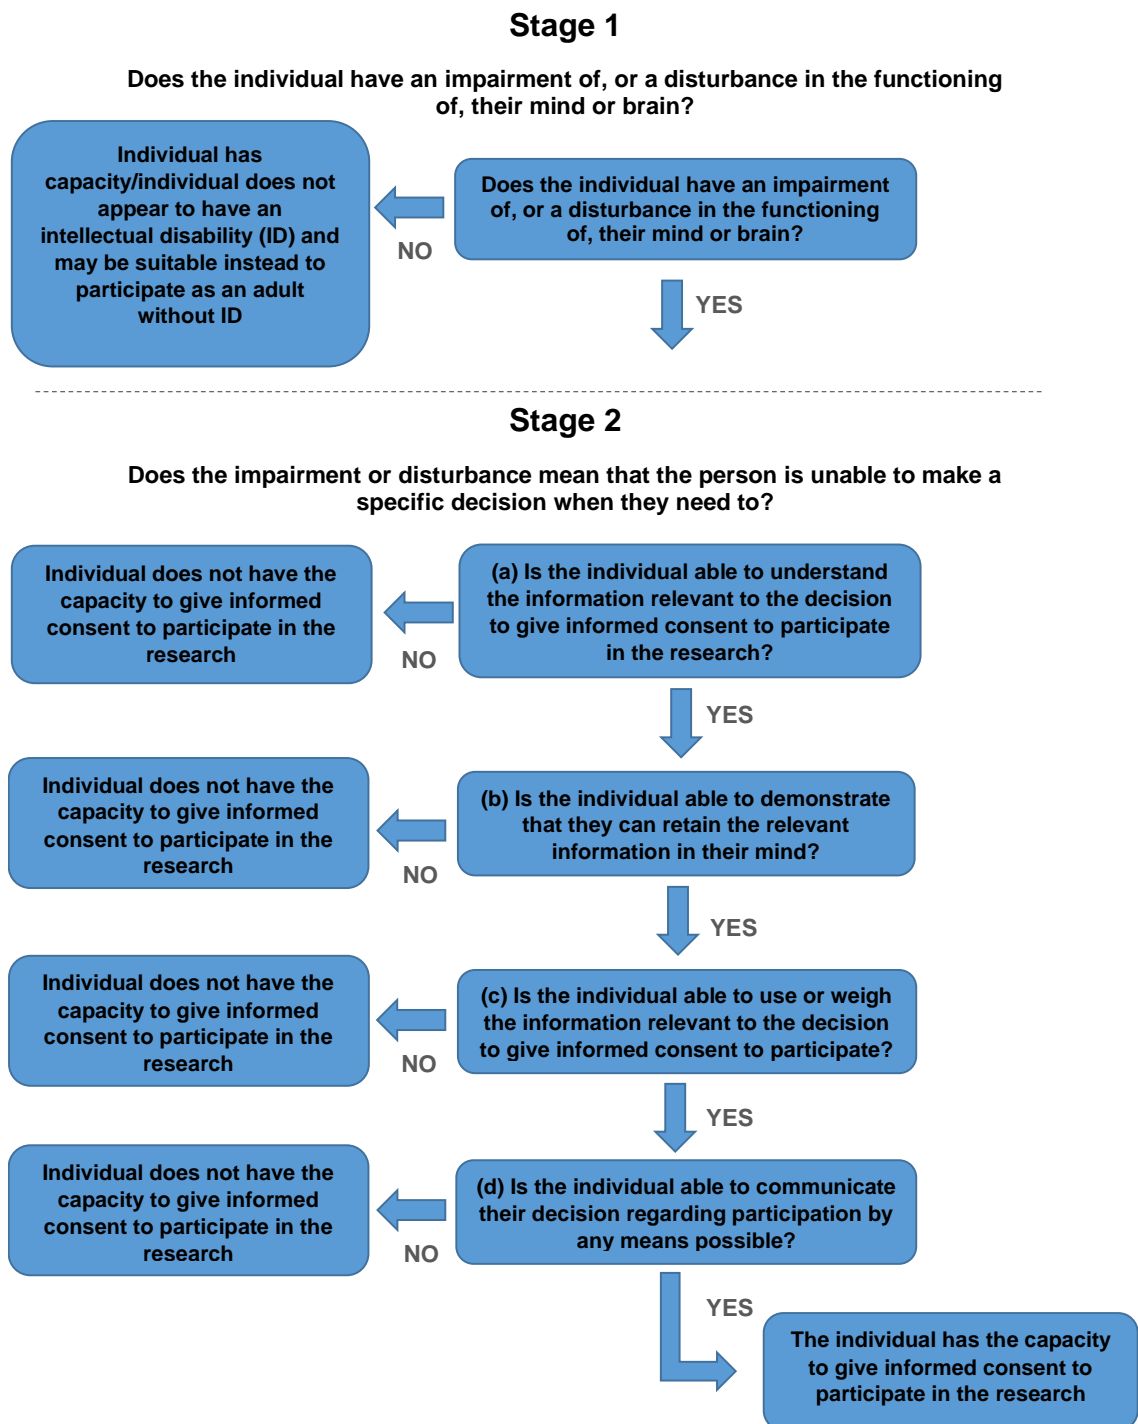 Stage 1
Does the individual have an impairment of, or a disturbance in the functioning
of, their mind or brain?
Individual has
capacity/individual does not
appear to have an
intellectual disability (ID) and
may be suitable instead to
participate as an adult
without ID
Does the individual have an impairment
of, or a disturbance in the functioning
of, their mind or brain?
NO
YES
Stage 2
Does the impairment or disturbance mean that the person is unable to make a
specific decision when they need to?
Individual does not have the
capacity to give informed
consent to participate in the
research
(a) Is the individual able to understand
the information relevant to the decision
to give informed consent to participate
in the research?
NO
YES
Individual does not have the
capacity to give informed
consent to participate in the
research
(b) Is the individual able to demonstrate
that they can retain the relevant
information in their mind?
NO
YES
Individual does not have the
capacity to give informed
consent to participate in the
research
(c) Is the individual able to use or weigh
the information relevant to the decision
to give informed consent to participate?
NO
YES
Individual does not have the
capacity to give informed
consent to participate in the
research
(d) Is the individual able to communicate
their decision regarding participation by
any means possible?
NO
YES
The individual has the capacity
to give informed consent to
participate in the research